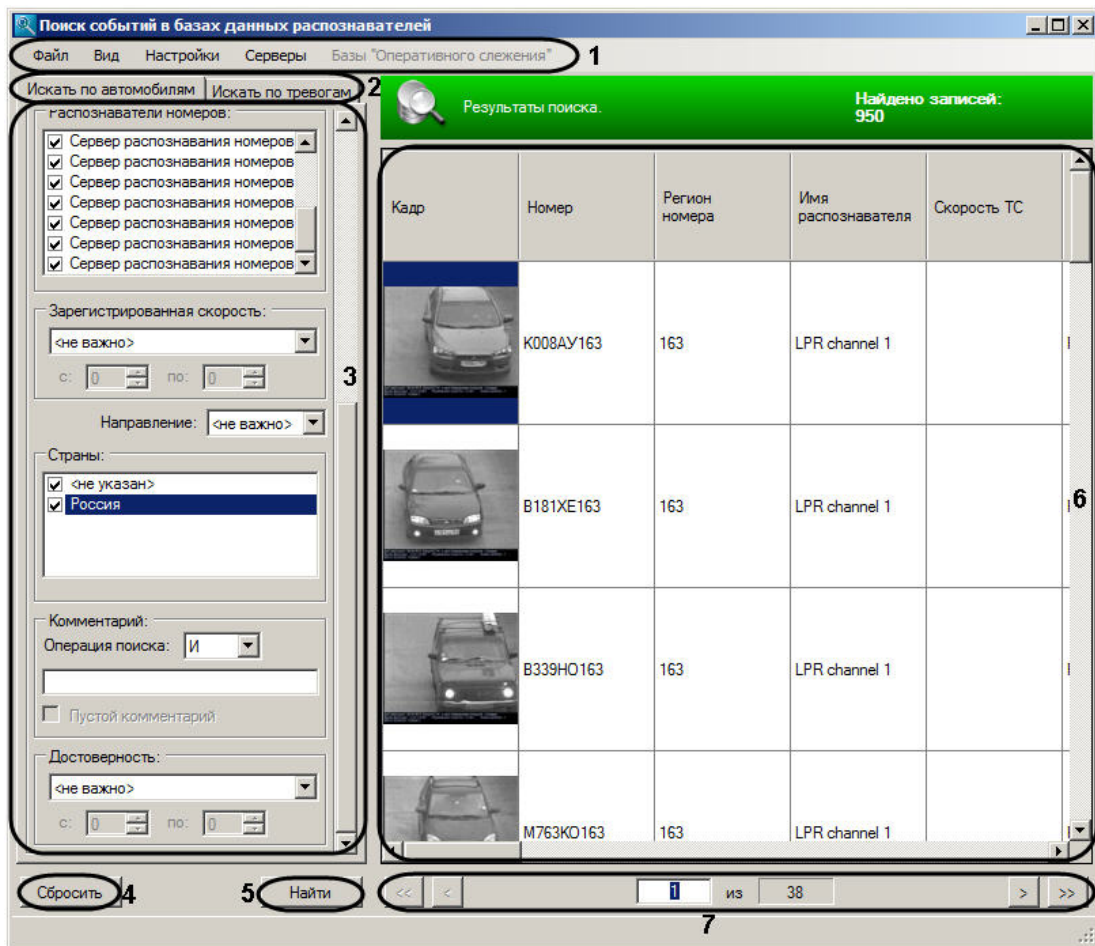 Поиск событий в базах данных распознавателей
Файл Вид Настройки Серверы Базы "Оперативного слежения" 1
Искать по автомобилям Искать по тревогам 2
Распознаватели номеров:
Сервер распознавания номеров
Сервер распознавания номеров
Сервер распознавания номеров
Сервер распознавания номеров
Сервер распознавания номеров
Сервер распознавания номеров
Сервер распознавания номеров
Зарегистрированная скорость:
<не важно>
с: 0 по: 0
3
Направление: <не важно>
Страны:
<не указан>
Россия
Комментарий:
Операция поиска: И
Пустой комментарий
Достоверность:
<не важно>
с: 0 по: 0
Сбросить 4 5 Найти
Результаты поиска.
Найдено записей:
950
Кадр Номер Регион номера Имя распознавателя Скорость ТС
К008АУ163 163 LPR channel 1
В181ХЕ163 163 LPR channel 1
6
В339НО163 163 LPR channel 1
М763КО163 163 LPR channel 1
<< < 1 из 38 > >>
7